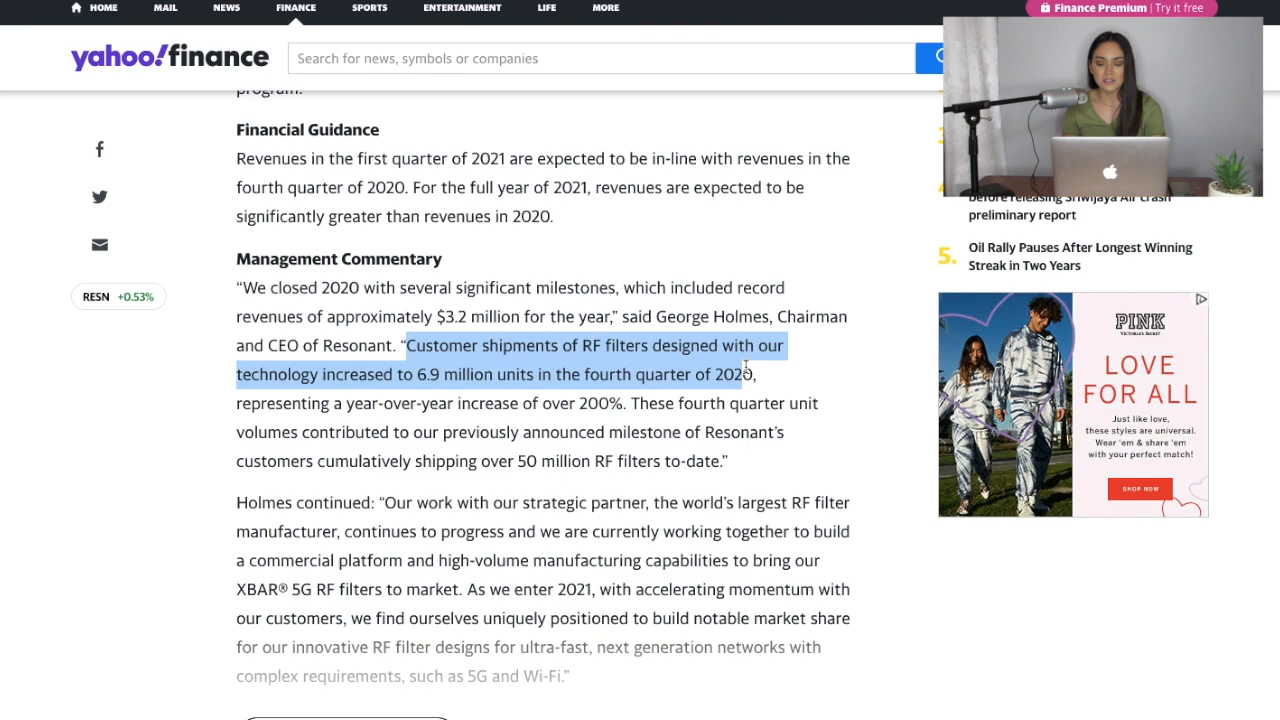 HOME MAIL NEWS FINANCE SPORTS ENTERTAINMENT LIFE MORE
Finance Premium | Try it free
yahoo!finance
Search for news, symbols or companies
program.
Financial Guidance
Revenues in the first quarter of 2021 are expected to be in-line with revenues in the
fourth quarter of 2020. For the full year of 2021, revenues are expected to be
significantly greater than revenues in 2020.
Management Commentary
“We closed 2020 with several significant milestones, which included record
revenues of approximately $3.2 million for the year,” said George Holmes, Chairman
and CEO of Resonant. “Customer shipments of RF filters designed with our
technology increased to 6.9 million units in the fourth quarter of 2020,
representing a year-over-year increase of over 200%. These fourth quarter unit
volumes contributed to our previously announced milestone of Resonant’s
customers cumulatively shipping over 50 million RF filters to-date.”
Holmes continued: “Our work with our strategic partner, the world’s largest RF filter
manufacturer, continues to progress and we are currently working together to build
a commercial platform and high-volume manufacturing capabilities to bring our
XBAR® 5G RF filters to market. As we enter 2021, with accelerating momentum with
our customers, we find ourselves uniquely positioned to build notable market share
for our innovative RF filter designs for ultra-fast, next generation networks with
complex requirements, such as 5G and Wi-Fi.”
RESN +0.53%
before releasing Sriwijaya Air crash
preliminary report
5. Oil Rally Pauses After Longest Winning
Streak in Two Years
PINK
VICTORIA'S SECRET
LOVE
FOR ALL
Just like love,
these styles are universal.
Wear 'em & share 'em
with your perfect match!
SHOP NOW